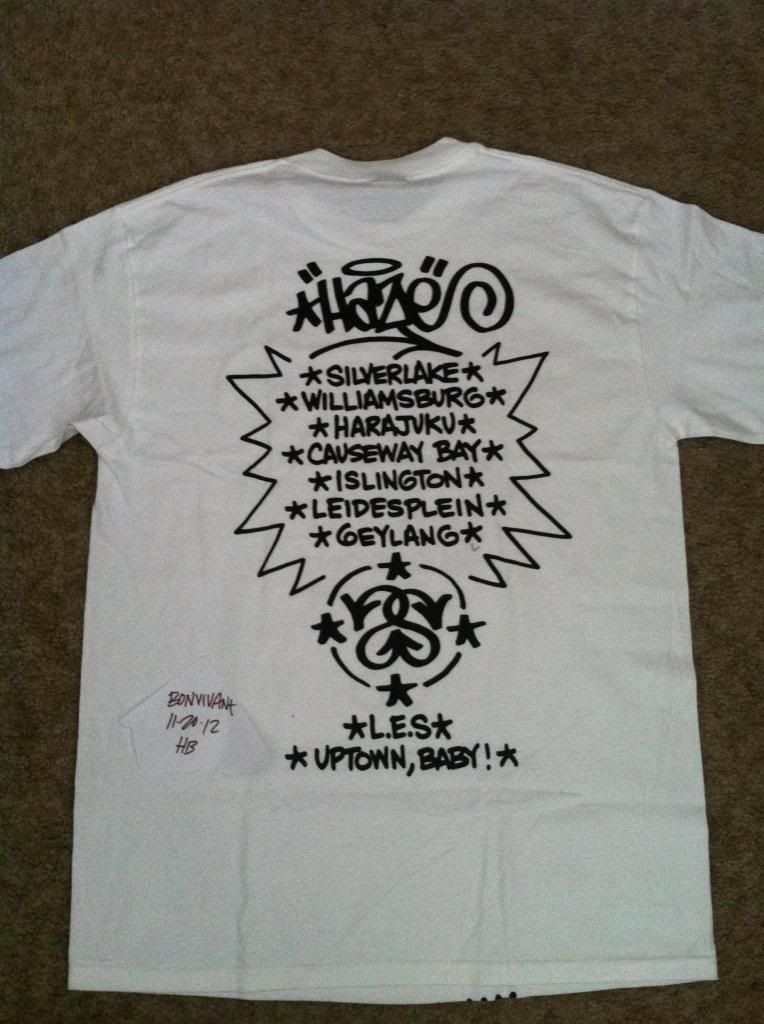 "HAZE"
*SILVERLAKE*
*WILLIAMSBURG*
*HARAJUKU*
*CAUSEWAY BAY*
*ISLINGTON*
*LEIDESPLEIN*
*GEYLANG*
*L.E.S*
*UPTOWN, BABY!*
BONVIVANT
11-20-12
HB